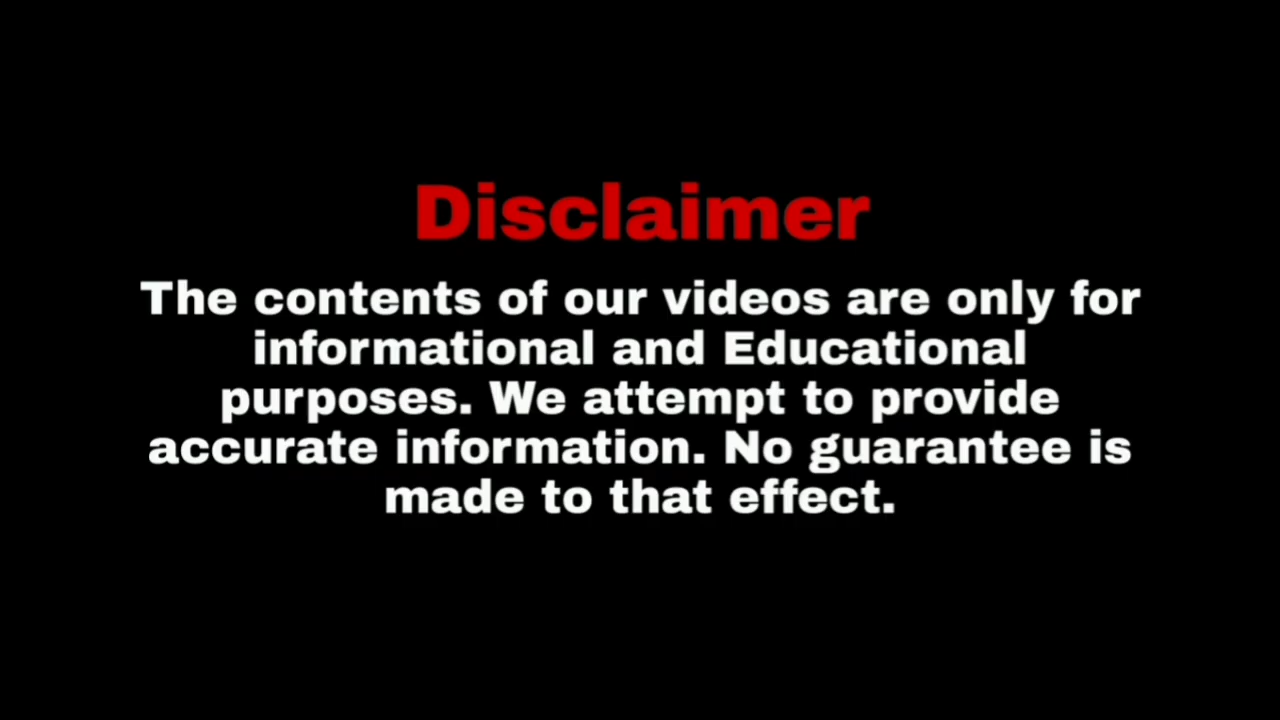 Disclaimer
The contents of our videos are only for
informational and Educational
purposes. We attempt to provide
accurate information. No guarantee is
made to that effect.